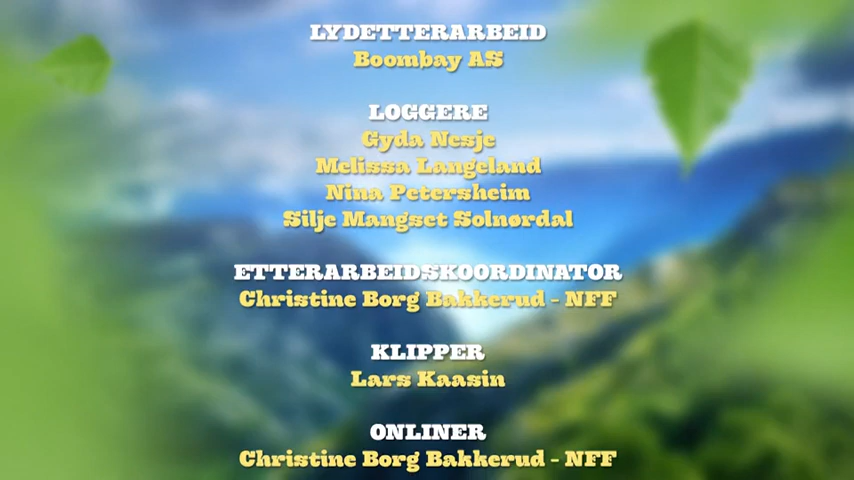 LYDETTERARBEID
Boombay AS
LOGGERE
Gyda Nesje
Melissa Langeland
Nina Petersheim
Silje Mangset Solnørdal
ETTERARBEIDSKOORDINATOR
Christine Borg Bakkerud - NFF
KLIPPER
Lars Kaasin
ONLINER
Christine Borg Bakkerud - NFF